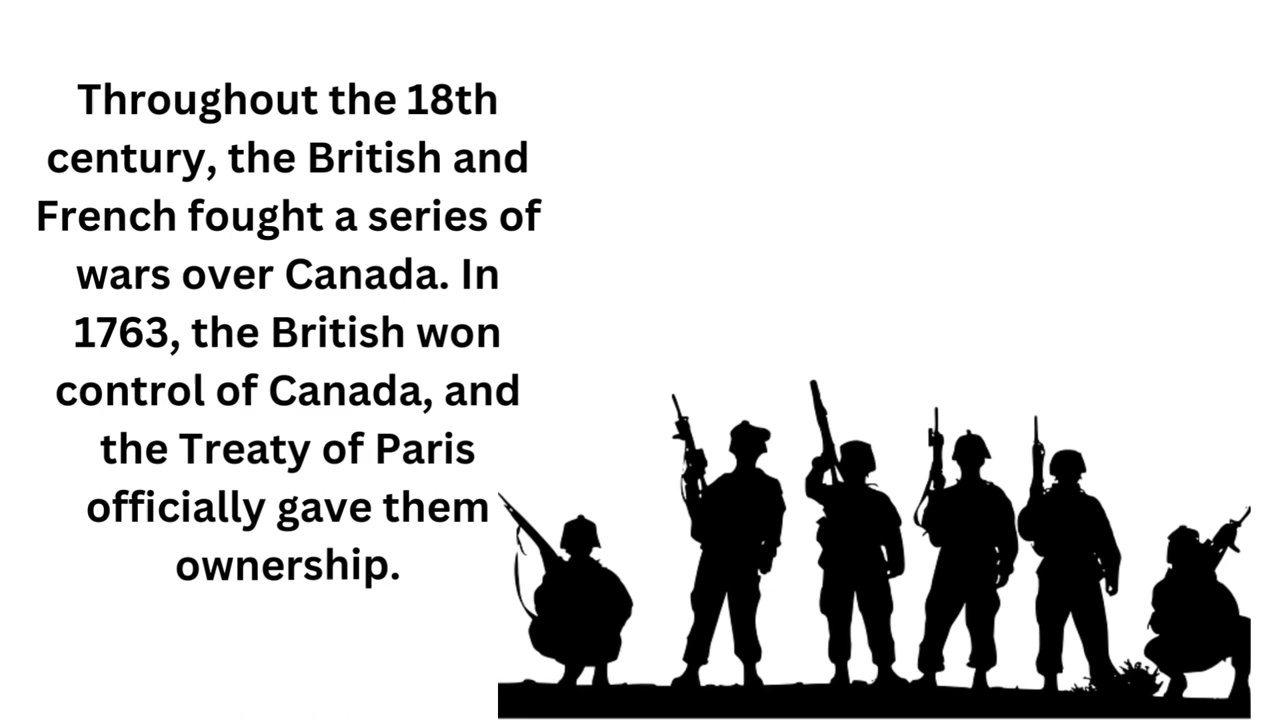 Throughout the 18th
century, the British and
French fought a series of
wars over Canada. In
1763, the British won
control of Canada, and
the Treaty of Paris
officially gave them
ownership.